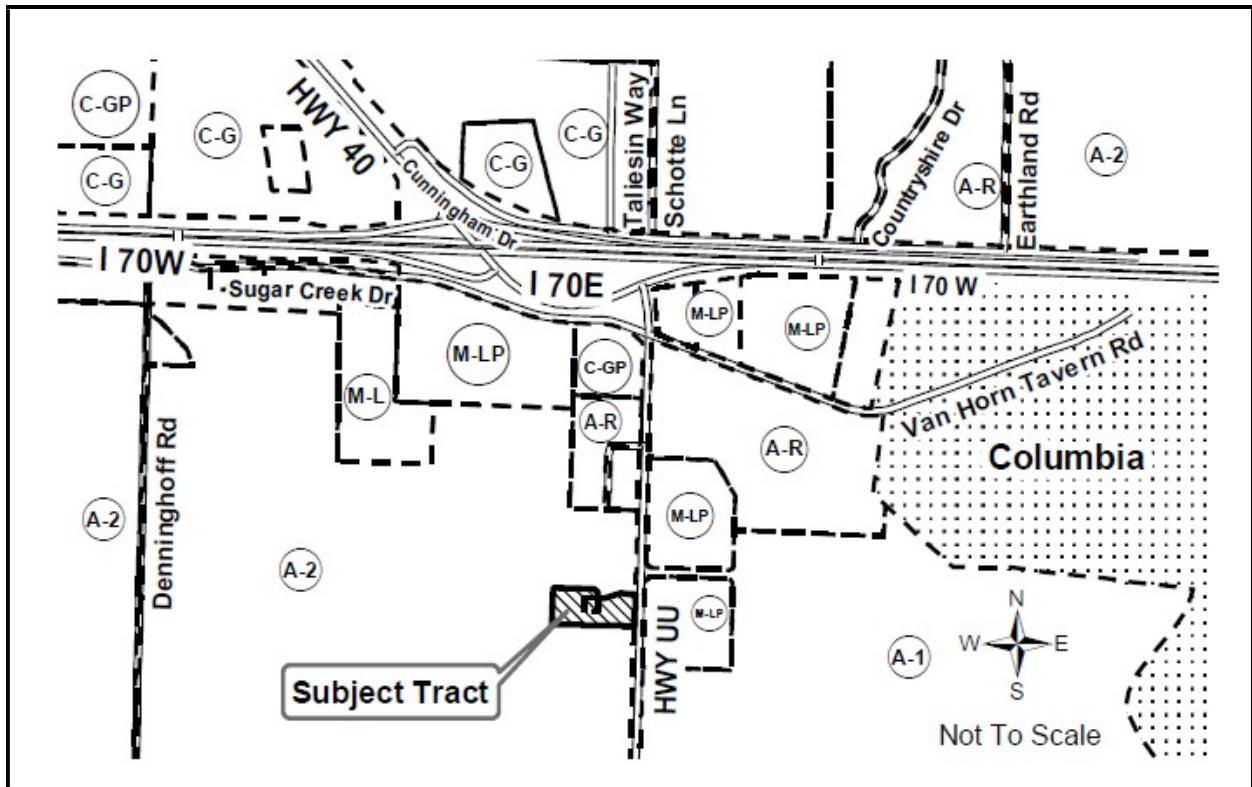 C-GP
C-G
C-G
HWY 40
Cunningham Dr
C-G
C-G
Taliesin Way
Schotte Ln
Countryshire Dr
A-R
Earthland Rd
A-2
I 70W
Sugar Creek Dr
I 70E
I 70 W
M-LP
M-LP
M-LP
C-GP
M-L
A-R
A-R
Van Horn Tavern Rd
Columbia
Denninghoff Rd
A-2
A-2
M-LP
M-LP
HWY UU
A-1
Subject Tract
N
W
E
S
Not To Scale